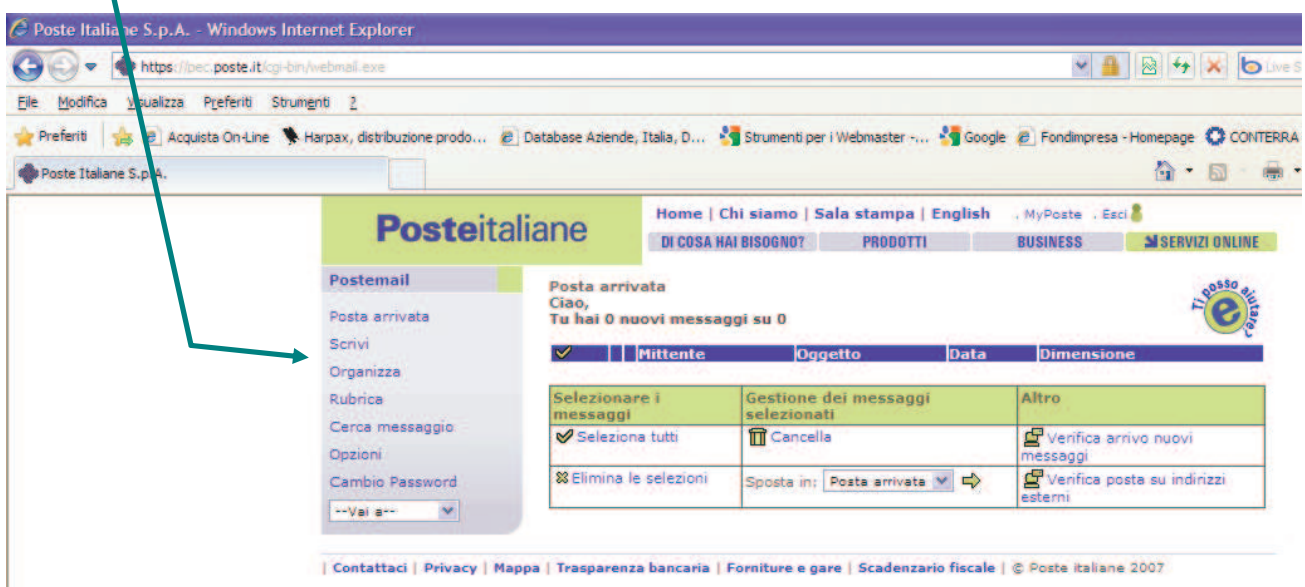 Poste Italiane S.p.A. - Windows Internet Explorer
https://bec.poste.it/cgi-bin/webmail.exe
Live S
File Modifica Visualizza Preferiti Strumenti ?
Preferiti Acquista On-Line Harpax, distribuzione prodo... Database Aziende, Italia, D... Strumenti per i Webmaster -... Google Fondimpresa - Homepage CONTERRA
Poste Italiane S.p.A.
Posteitaliane
Home | Chi siamo | Sala stampa | English . MyPoste . Esci
DI COSA HAI BISOGNO? PRODOTTI BUSINESS SERVIZI ONLINE
Postemail
Posta arrivata
Scrivi
Organizza
Rubrica
Cerca messaggio
Opzioni
Cambio Password
--Vai a--
Posta arrivata
Ciao,
Tu hai 0 nuovi messaggi su 0
Ti posso aiutare?
e
Mittente Oggetto Data Dimensione
Selezionare i messaggi
Gestione dei messaggi selezionati
Altro
Seleziona tutti
Cancella
Verifica arrivo nuovi messaggi
Elimina le selezioni
Sposta in: Posta arrivata
Verifica posta su indirizzi esterni
| Contattaci | Privacy | Mappa | Trasparenza bancaria | Forniture e gare | Scadenzario fiscale | © Poste italiane 2007